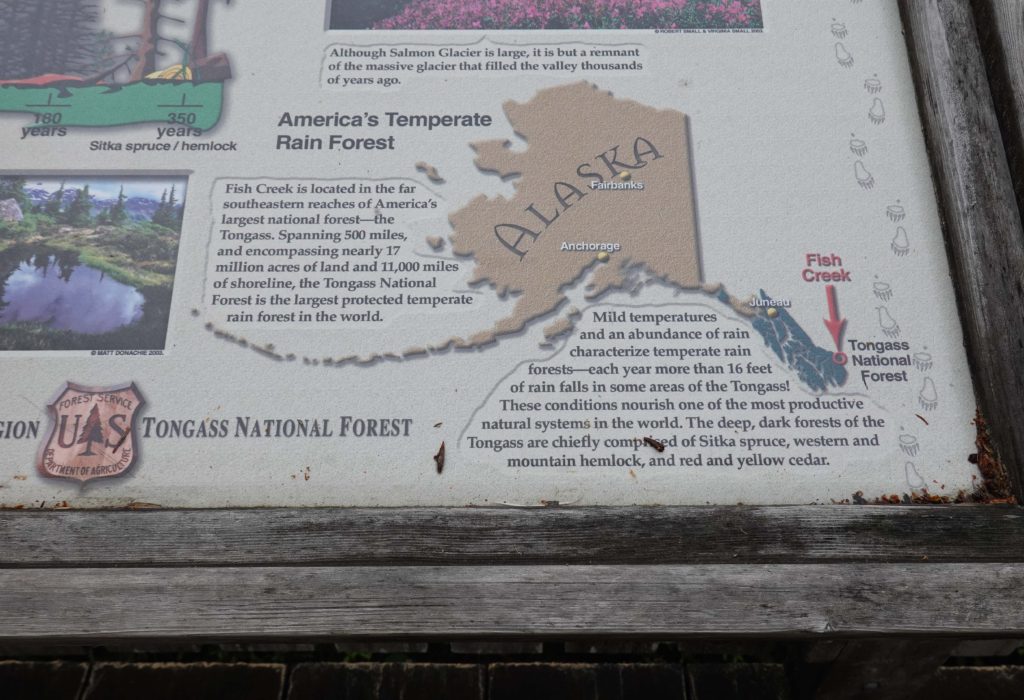 © ROBERT SMALL & VIRGINIA SMALL 2003.
Although Salmon Glacier is large, it is but a remnant
of the massive glacier that filled the valley thousands
of years ago.
180
years
350
years
Sitka spruce / hemlock
America's Temperate
Rain Forest
Fish Creek is located in the far
southeastern reaches of America's
largest national forest—the
Tongass. Spanning 500 miles,
and encompassing nearly 17
million acres of land and 11,000 miles
of shoreline, the Tongass National
Forest is the largest protected temperate
rain forest in the world.
ALASKA
Fairbanks
Anchorage
Juneau
Fish
Creek
Tongass
National
Forest
Mild temperatures
and an abundance of rain
characterize temperate rain
forests—each year more than 16 feet
of rain falls in some areas of the Tongass!
These conditions nourish one of the most productive
natural systems in the world. The deep, dark forests of the
Tongass are chiefly comprised of Sitka spruce, western and
mountain hemlock, and red and yellow cedar.
© MATT DONACHIE 2003.
GION
FOREST SERVICE
US
DEPARTMENT OF AGRICULTURE
TONGASS NATIONAL FOREST